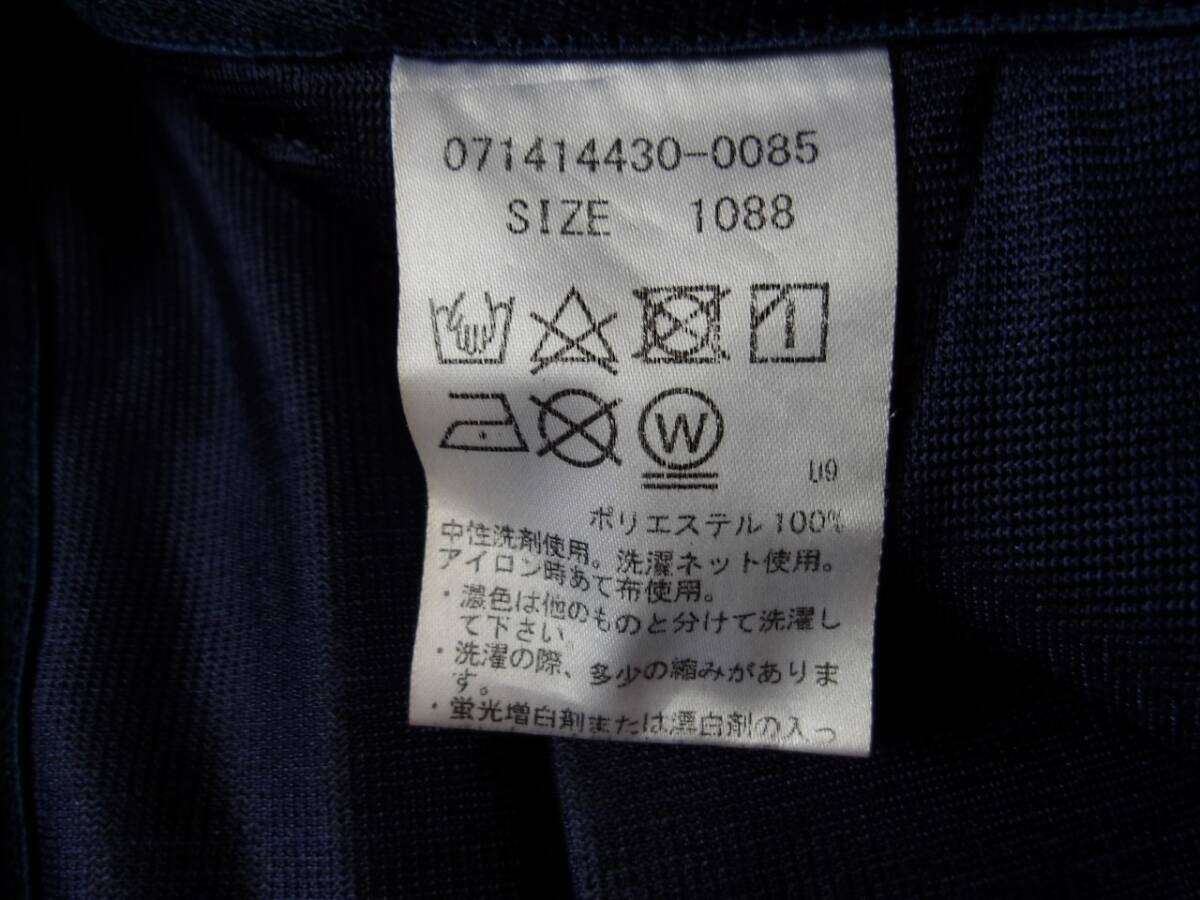 071414430-0085
SIZE 1088
W
ポリエステル 100%
中性洗剤使用。洗濯ネット使用。
アイロン時あて布使用。
・濃色は他のものと分けて洗濯し
て下さい。
・洗濯の際、多少の縮みがありま
す。
・蛍光増白剤または漂白剤の入っ